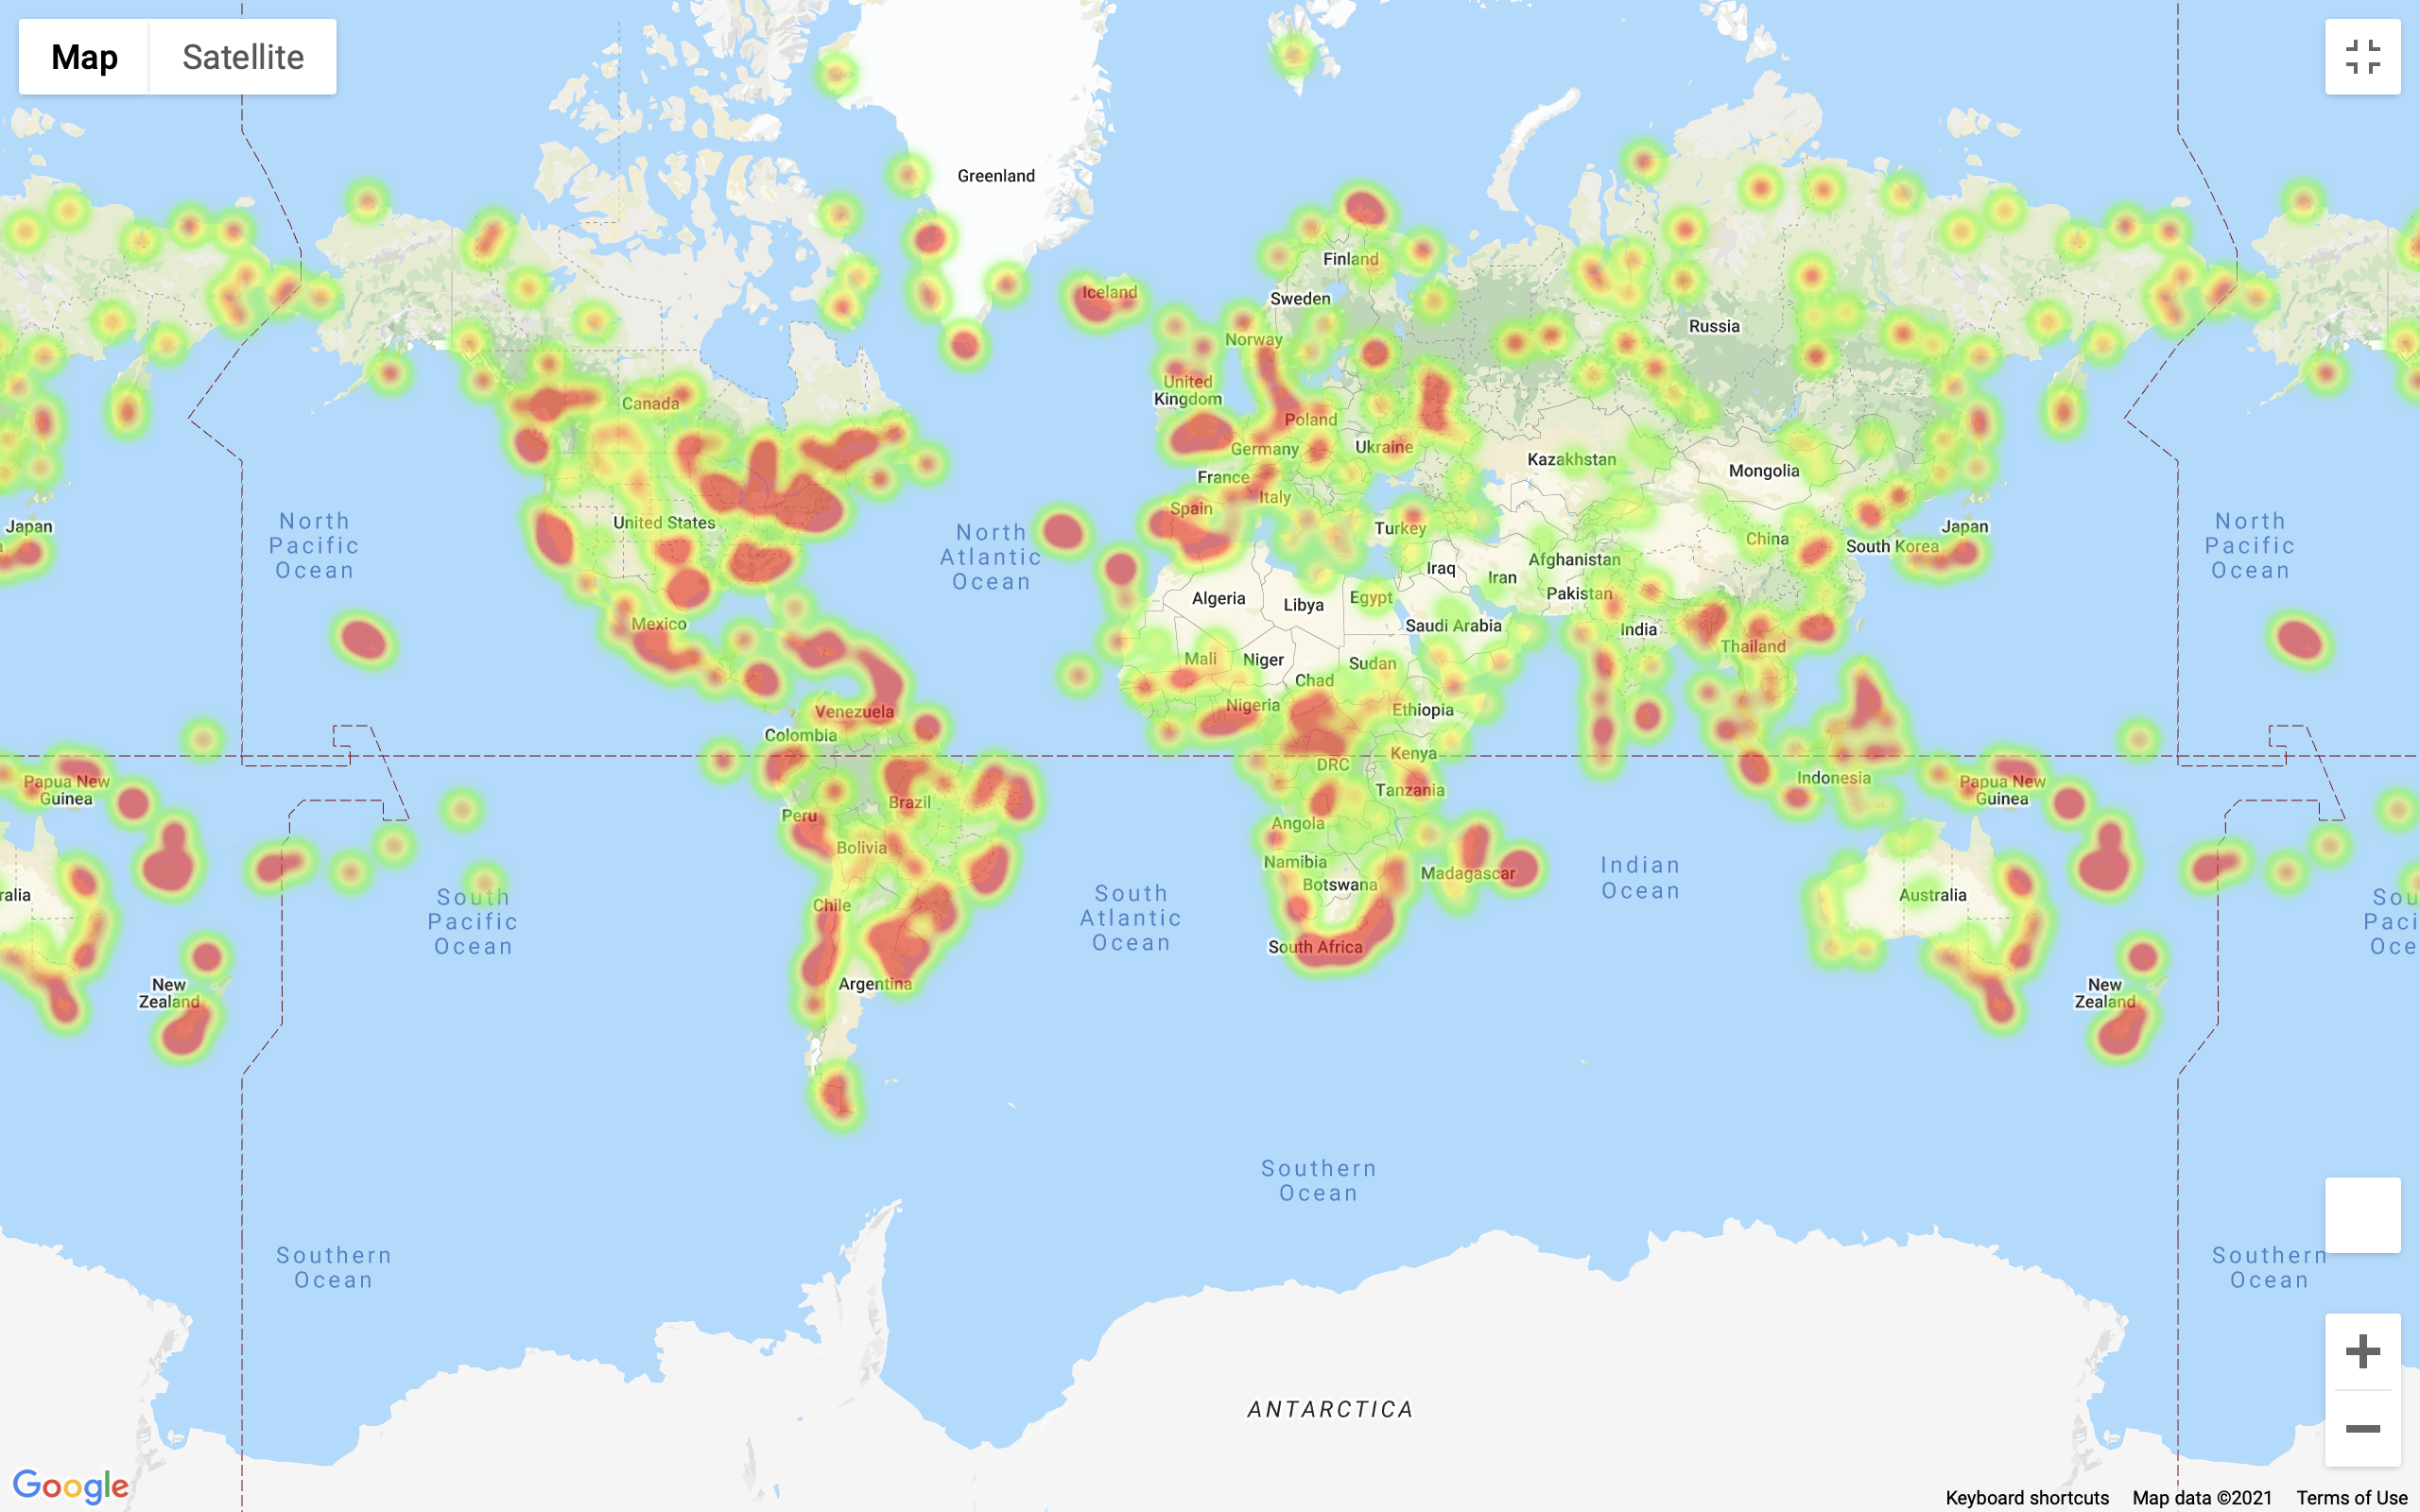 Map
Satellite
Greenland
Iceland
Finland
Sweden
Norway
Russia
United
Kingdom
Canada
Poland
Germany
Ukraine
France
Kazakhstan
Mongolia
Italy
Spain
United States
Turkey
Japan
Japan
North
Pacific
Ocean
North
Atlantic
Ocean
North
Pacific
Ocean
China
South Korea
Afghanistan
Iraq
Iran
Pakistan
Algeria
Libya
Egypt
Mexico
Saudi Arabia
India
Thailand
Mali
Niger
Sudan
Chad
Venezuela
Nigeria
Ethiopia
Colombia
Kenya
DRC
Papua New
Guinea
Indonesia
Papua New
Guinea
Brazil
Tanzania
Peru
Angola
Bolivia
Namibia
Botswana
Madagascar
Indian
Ocean
ralia
Australia
South
Pacific
Ocean
Chile
South
Atlantic
Ocean
Sou
Paci
Oce
South Africa
Argentina
New
Zealand
New
Zealand
Southern
Ocean
Southern
Ocean
Southern
Ocean
ANTARCTICA
Google
Keyboard shortcuts
Map data ©2021
Terms of Use